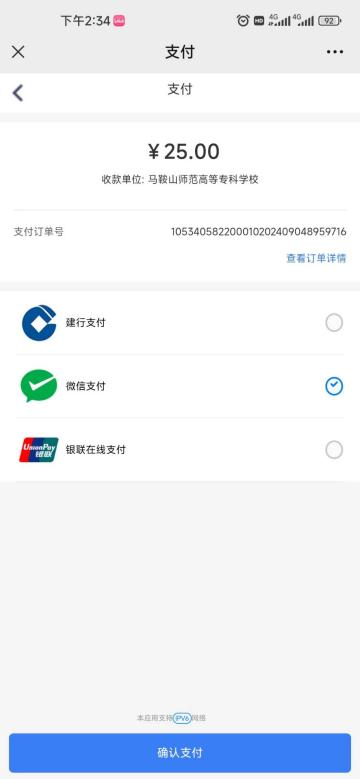 下午2:34
HD 4G 4G 92
支付
支付
￥25.00
收款单位: 马鞍山师范高等专科学校
支付订单号 105340582200010202409048959716
查看订单详情
建行支付
微信支付
UnionPay
银联
银联在线支付
本应用支持IPV6网络
确认支付